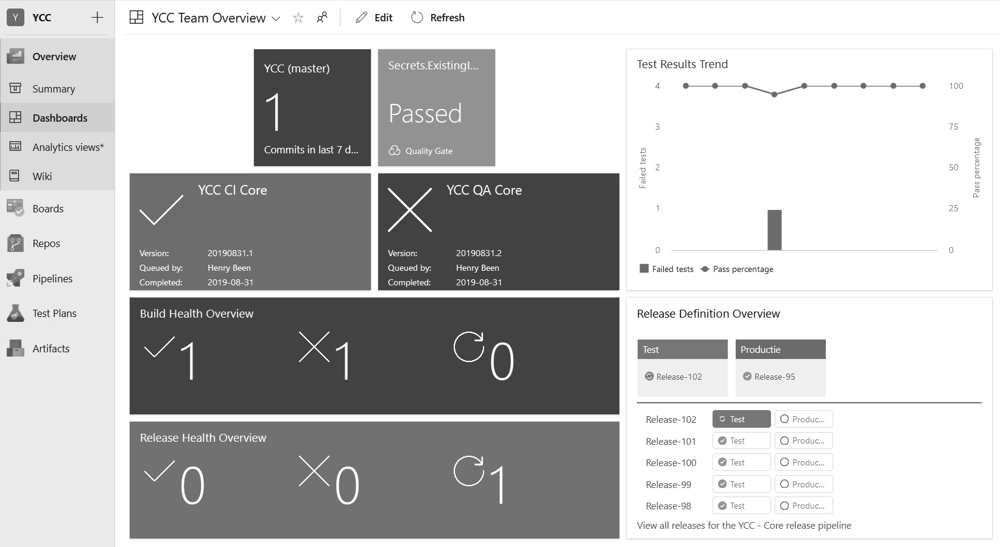 Y YCC
Overview
Summary
Dashboards
Analytics views*
Wiki
Boards
Repos
Pipelines
Test Plans
Artifacts
YCC Team Overview
Edit
Refresh
YCC (master)
1
Commits in last 7 d...
Secrets.ExistingI...
Passed
Quality Gate
YCC CI Core
Version: 20190831.1
Queued by: Henry Been
Completed: 2019-08-31
YCC QA Core
Version: 20190831.2
Queued by: Henry Been
Completed: 2019-08-31
Build Health Overview
1 1 0
Release Health Overview
0 0 1
Test Results Trend
4 100
3 75
2 50
1 25
0 0
Failed tests
Pass percentage
Failed tests Pass percentage
Release Definition Overview
Test Productie
Release-102 Release-95
Release-102 Test Produc...
Release-101 Test Produc...
Release-100 Test Produc...
Release-99 Test Produc...
Release-98 Test Produc...
View all releases for the YCC - Core release pipeline